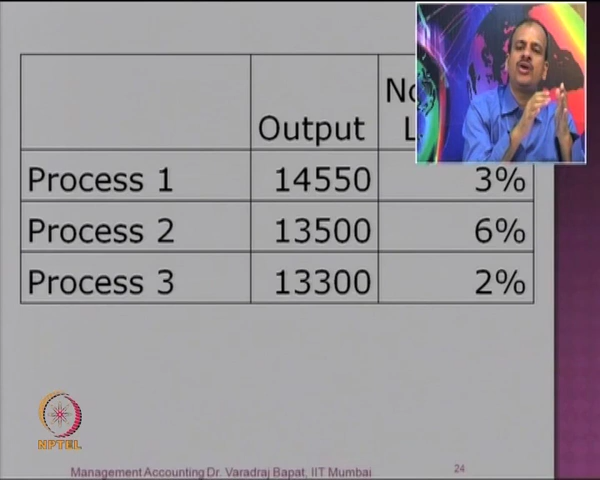 Output
Process 1 14550 3%
Process 2 13500 6%
Process 3 13300 2%
NPTEL
Management Accounting Dr. Varadraj Bapat, IIT Mumbai 24